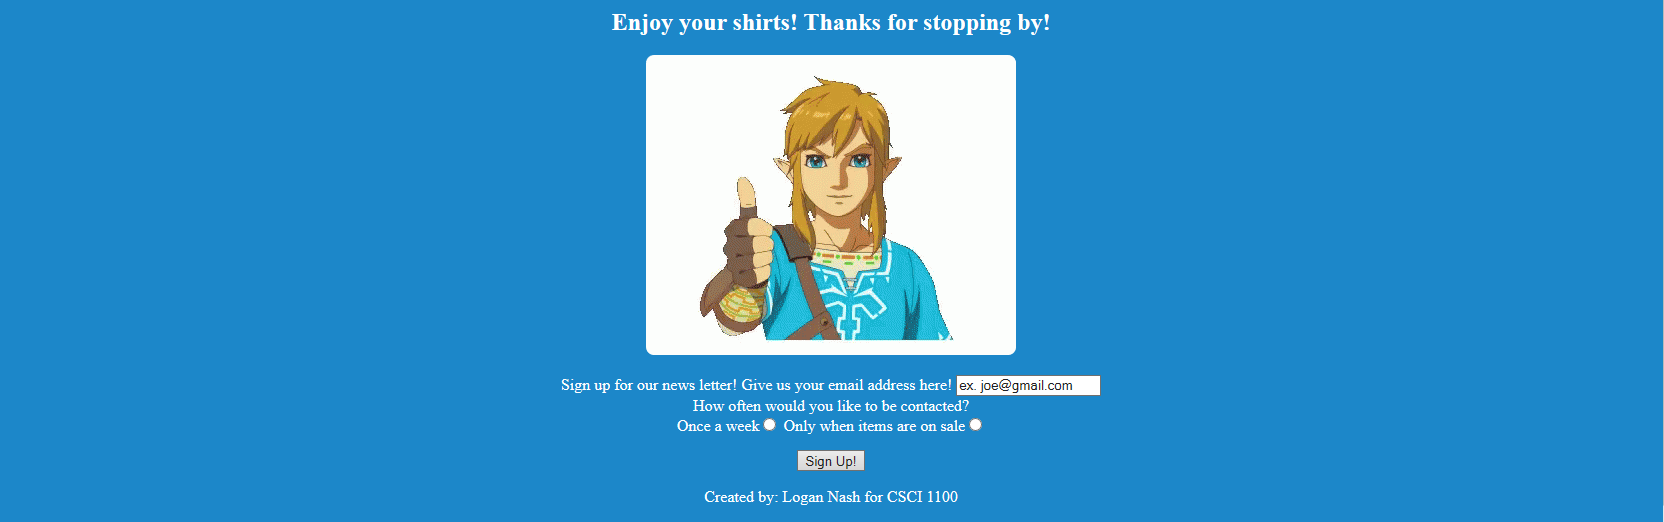 Enjoy your shirts! Thanks for stopping by!
Sign up for our news letter! Give us your email address here! ex. joe@gmail.com
How often would you like to be contacted?
Once a week Only when items are on sale
Sign Up!
Created by: Logan Nash for CSCI 1100